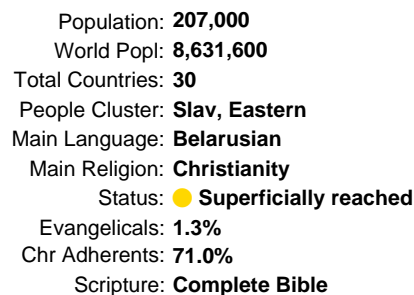 Population: 207,000
World Popl: 8,631,600
Total Countries: 30
People Cluster: Slav, Eastern
Main Language: Belarusian
Main Religion: Christianity
Status: Superficially reached
Evangelicals: 1.3%
Chr Adherents: 71.0%
Scripture: Complete Bible